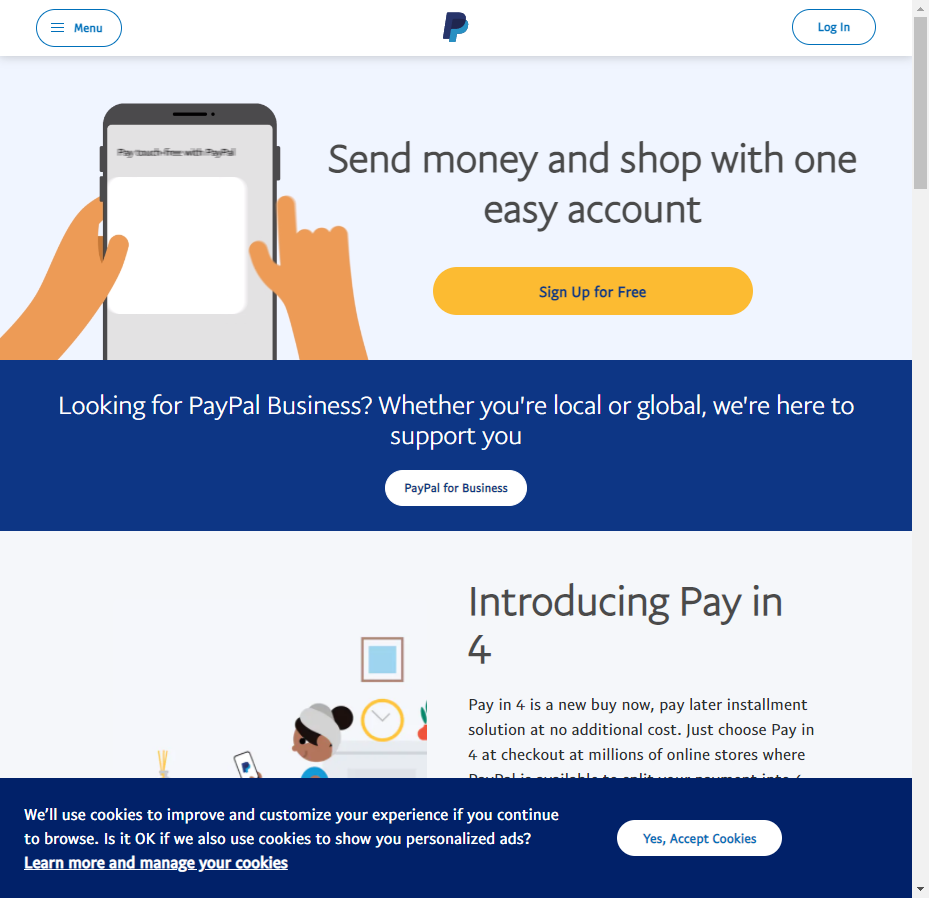 Menu
Log In
Pay touch-free with PayPal
Send money and shop with one
easy account
Sign Up for Free
Looking for PayPal Business? Whether you're local or global, we're here to
support you
PayPal for Business
Introducing Pay in
4
Pay in 4 is a new buy now, pay later installment
solution at no additional cost. Just choose Pay in
4 at checkout at millions of online stores where
PayPal is available to split your payment into 4
We’ll use cookies to improve and customize your experience if you continue
to browse. Is it OK if we also use cookies to show you personalized ads?
Learn more and manage your cookies
Yes, Accept Cookies